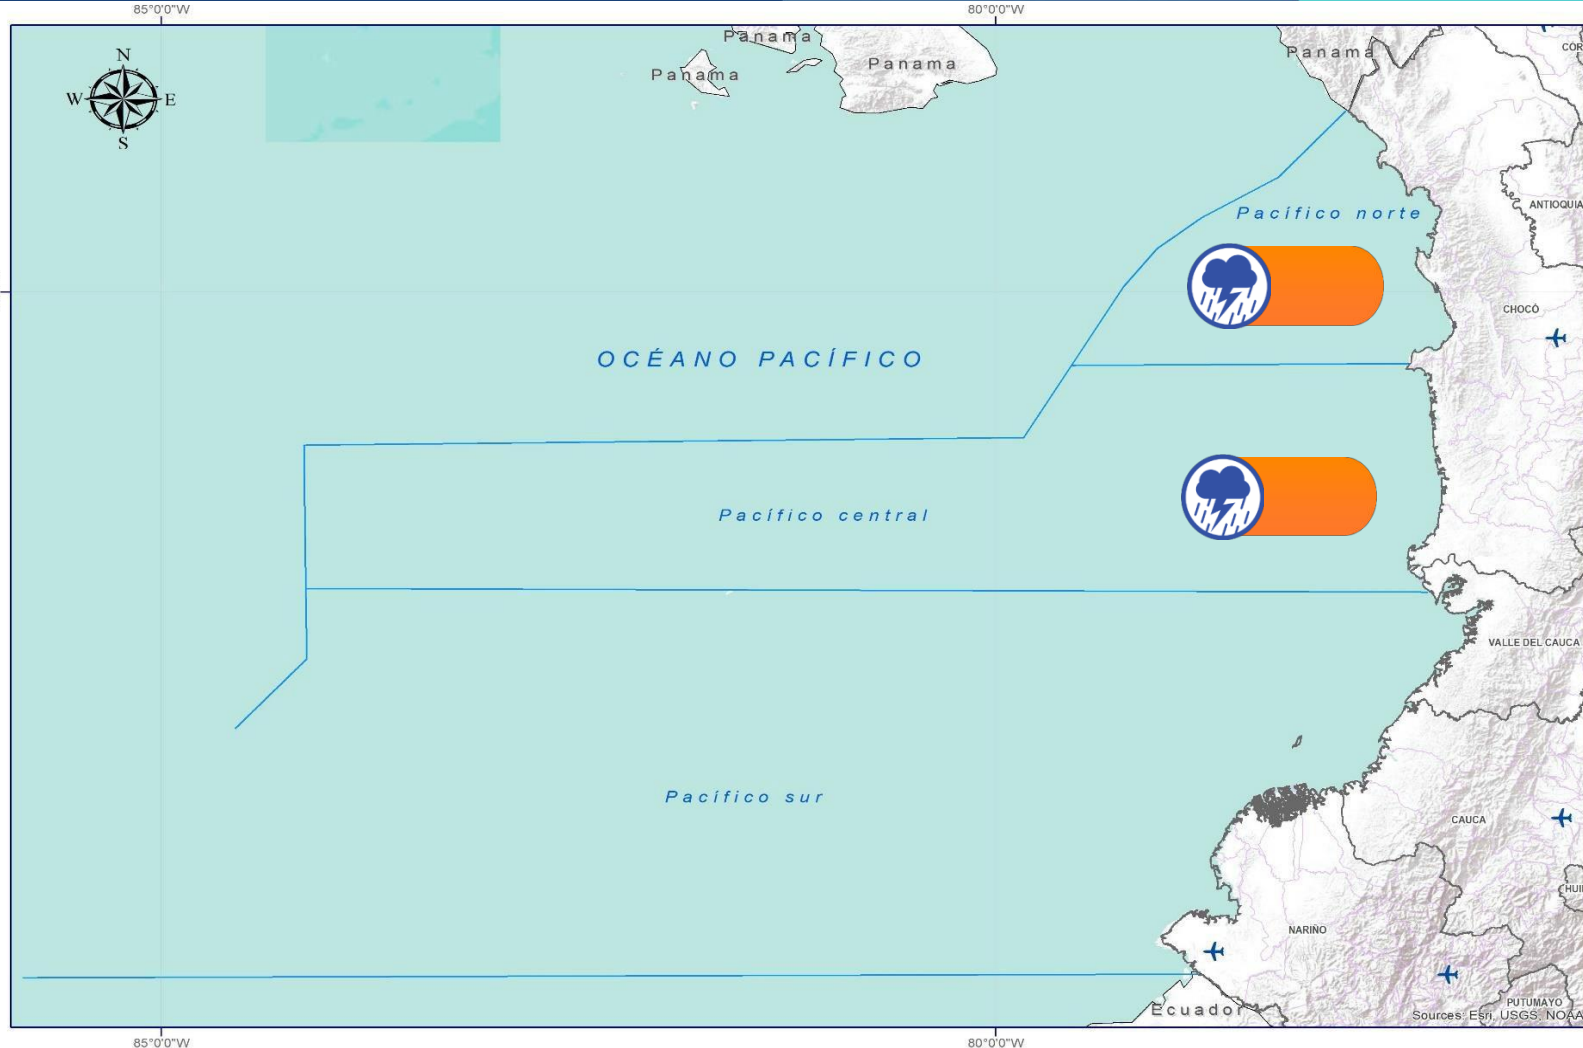 85°0'0"W
80°0'0"W
N
W E
S
Panama
Panama
Panama
Panama
COR
ANTIOQUIA
Pacífico norte
CHOCÓ
OCÉANO PACÍFICO
Pacífico central
VALLE DEL CAUCA
Pacífico sur
CAUCA
HUI
NARIÑO
PUTUMAYO
Ecuador
Sources: Esri, USGS, NOAA
85°0'0"W
80°0'0"W